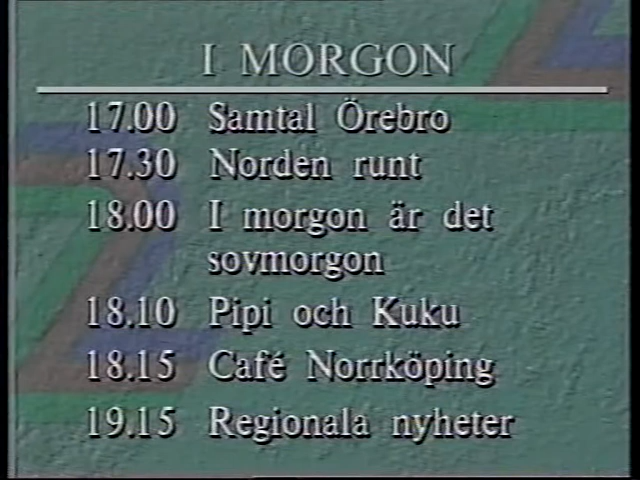 I MORGON
17.00 Samtal Örebro
17.30 Norden runt
18.00 I morgon är det
sovmorgon
18.10 Pipi och Kuku
18.15 Café Norrköping
19.15 Regionala nyheter